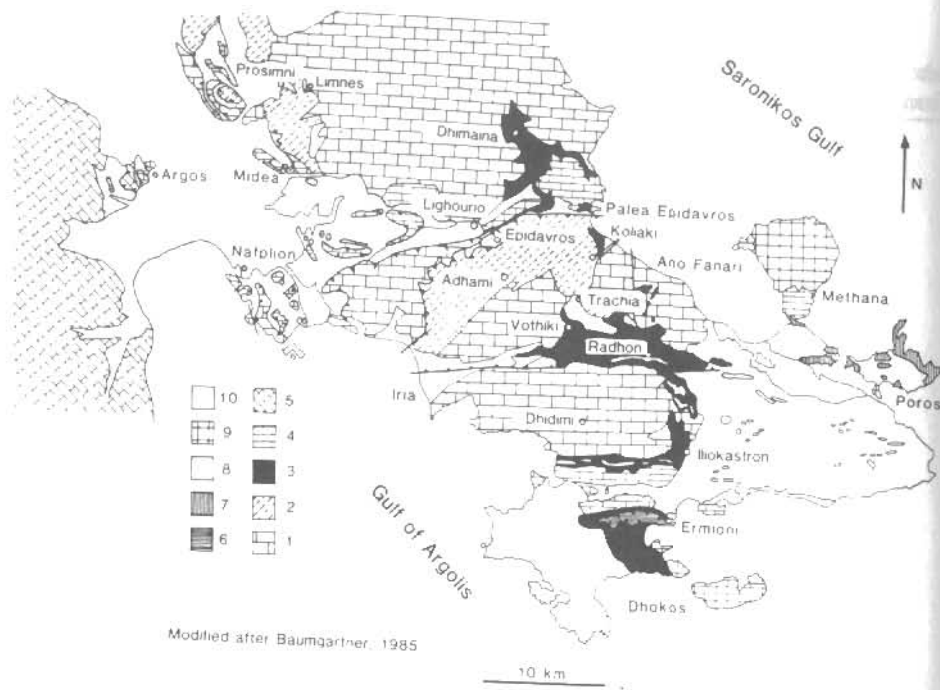 Saronikos Gulf
N
Prosimni
Limnes
Dhimaina
Argos
Midea
Lighourio
Palea Epidavros
Koliaki
Epidavros
Nafplion
Ano Fanari
Adhami
Methana
Trachia
Vothiki
Radhon
Poros
Iria
Dhidimi
Iliokastron
10 5
9 4
8 3
7 2
6 1
Gulf of Argolis
Ermioni
Dhokos
Modified after Baumgartner, 1985
10 km